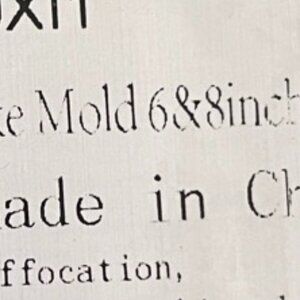 ke Mold 6&8inch
ade in Ch
ffocation,